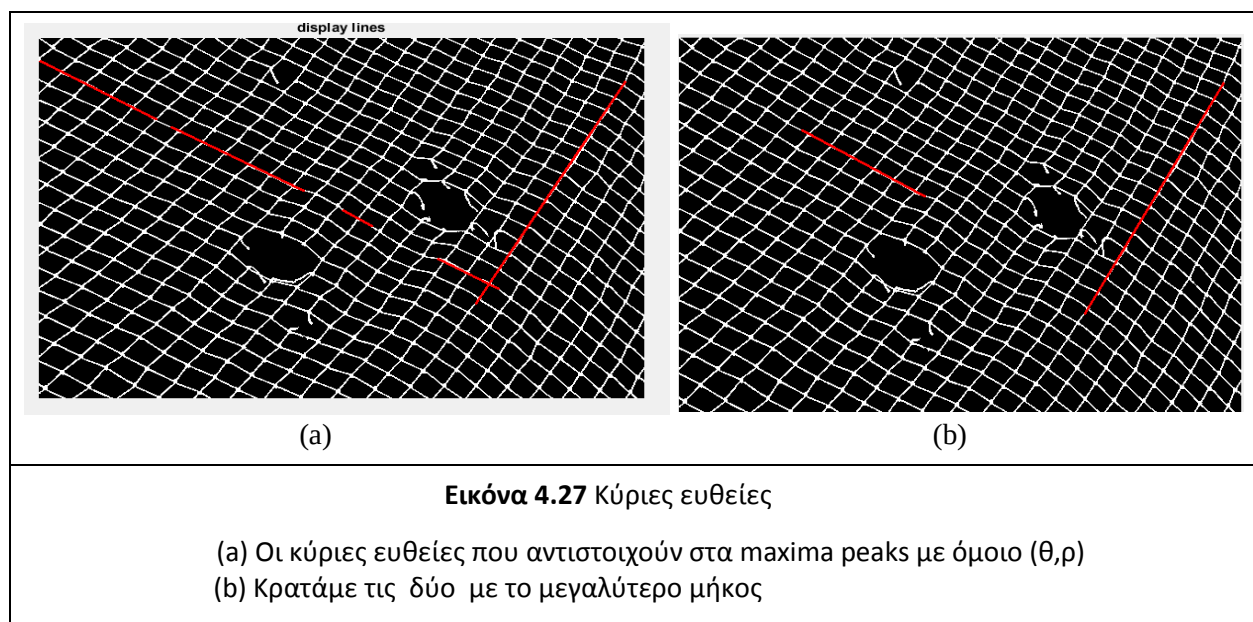 display lines
(a)
(b)
Εικόνα 4.27 Κύριες ευθείες
(a) Οι κύριες ευθείες που αντιστοιχούν στα maxima peaks με όμοιο (θ,ρ)
(b) Κρατάμε τις δύο με το μεγαλύτερο μήκος